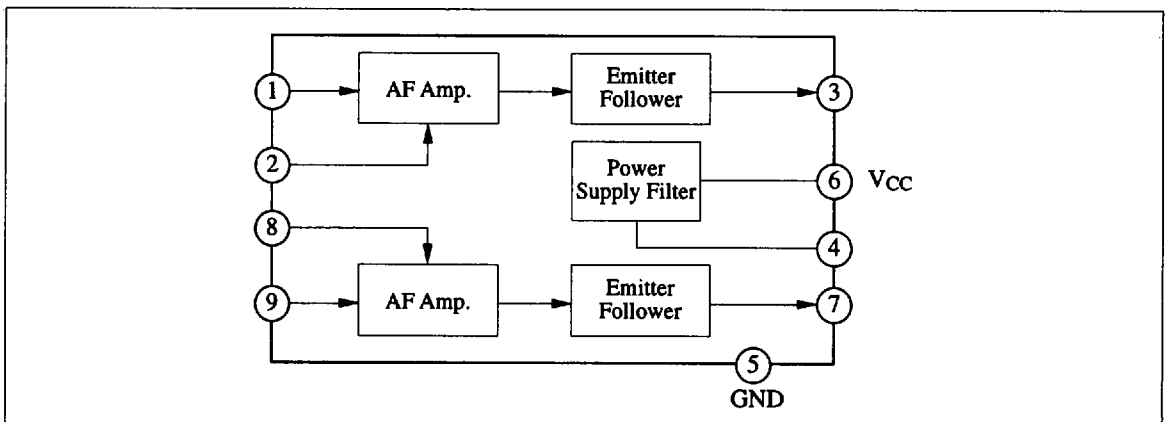 1
AF Amp.
Emitter
Follower
3
2
Power
Supply Filter
6
VCC
8
4
9
AF Amp.
Emitter
Follower
7
5
GND